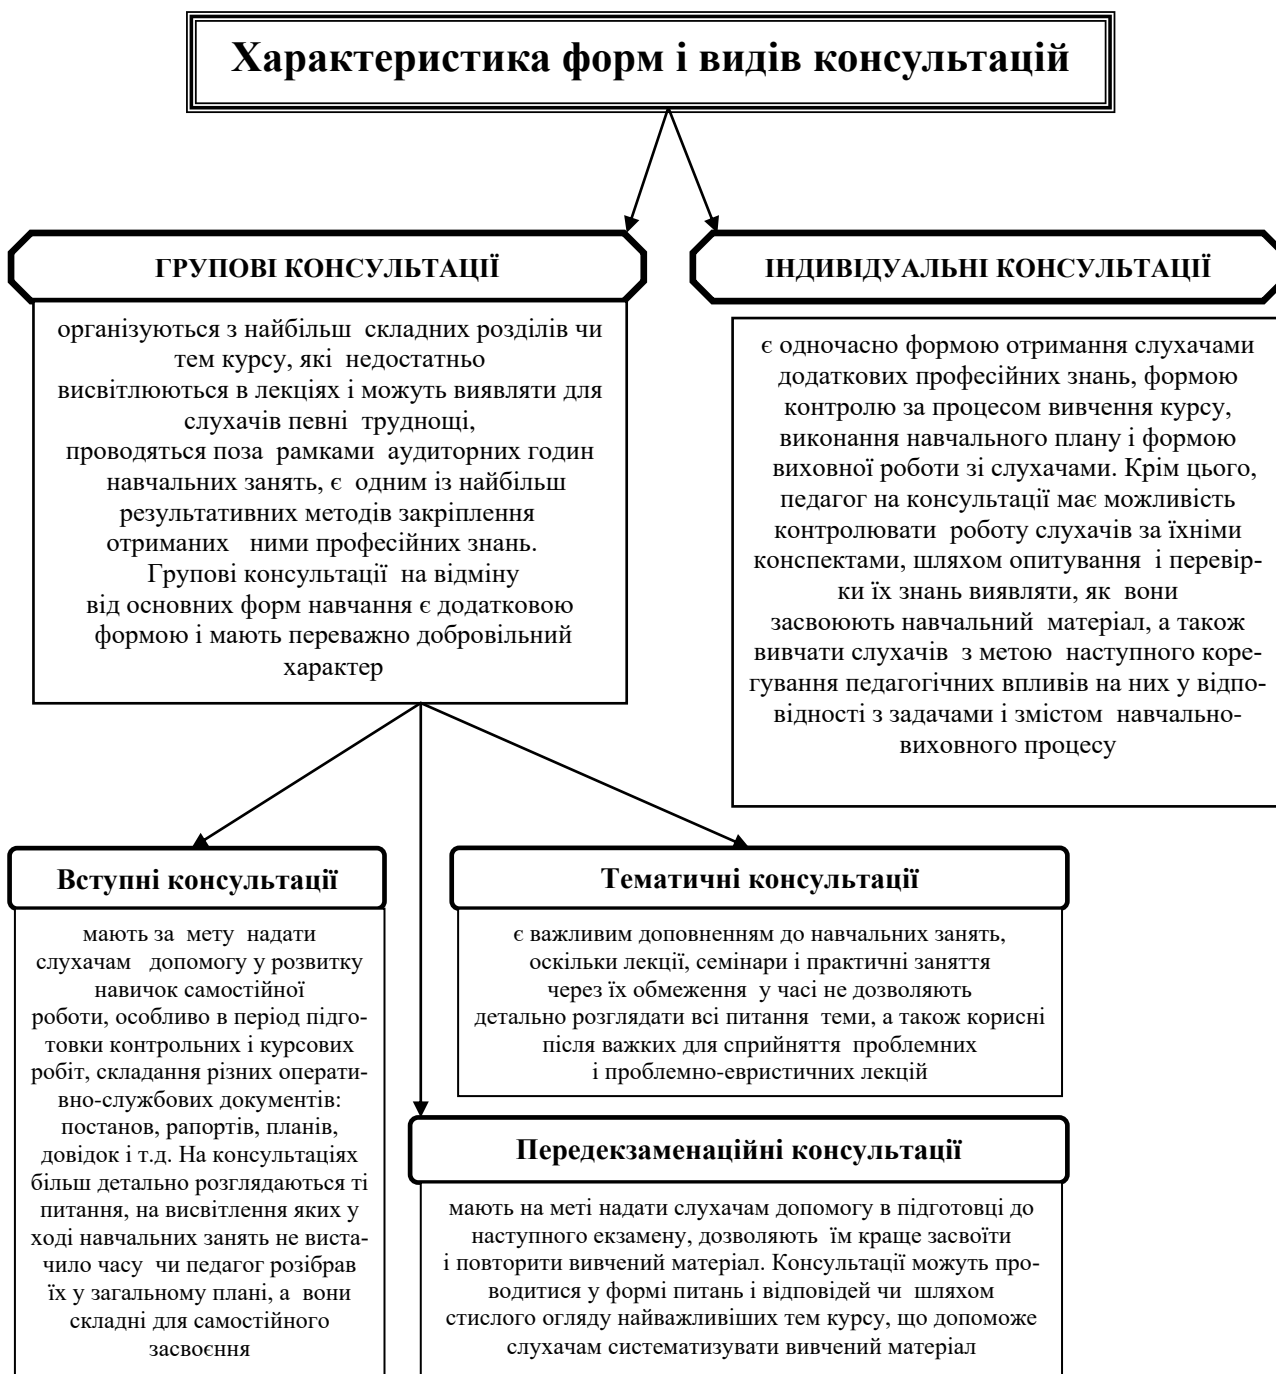 Характеристика форм і видів консультацій
ГРУПОВІ КОНСУЛЬТАЦІЇ
організуються з найбільш складних розділів чи
тем курсу, які недостатньо
висвітлюються в лекціях і можуть виявляти для
слухачів певні труднощі,
проводяться поза рамками аудиторних годин
навчальних занять, є одним із найбільш
результативних методів закріплення
отриманих ними професійних знань.
Групові консультації на відміну
від основних форм навчання є додатковою
формою і мають переважно добровільний
характер
ІНДИВІДУАЛЬНІ КОНСУЛЬТАЦІЇ
є одночасно формою отримання слухачами
додаткових професійних знань, формою
контролю за процесом вивчення курсу,
виконання навчального плану і формою
виховної роботи зі слухачами. Крім цього,
педагог на консультації має можливість
контролювати роботу слухачів за їхніми
конспектами, шляхом опитування і перевір-
ки їх знань виявляти, як вони
засвоюють навчальний матеріал, а також
вивчати слухачів з метою наступного коре-
гування педагогічних впливів на них у відпо-
відності з задачами і змістом навчально-
виховного процесу
Вступні консультації
мають за мету надати
слухачам допомогу у розвитку
навичок самостійної
роботи, особливо в період підго-
товки контрольних і курсових
робіт, складання різних операти-
вно-службових документів:
постанов, рапортів, планів,
довідок і т.д. На консультаціях
більш детально розглядаються ті
питання, на висвітлення яких у
ході навчальних занять не виста-
чило часу чи педагог розібрав
їх у загальному плані, а вони
складні для самостійного
засвоєння
Тематичні консультації
є важливим доповненням до навчальних занять,
оскільки лекції, семінари і практичні заняття
через їх обмеження у часі не дозволяють
детально розглядати всі питання теми, а також корисні
після важких для сприйняття проблемних
і проблемно-евристичних лекцій
Передекзаменаційні консультації
мають на меті надати слухачам допомогу в підготовці до
наступного екзамену, дозволяють їм краще засвоїти
і повторити вивчений матеріал. Консультації можуть про-
водитися у формі питань і відповідей чи шляхом
стислого огляду найважливіших тем курсу, що допоможе
слухачам систематизувати вивчений матеріал